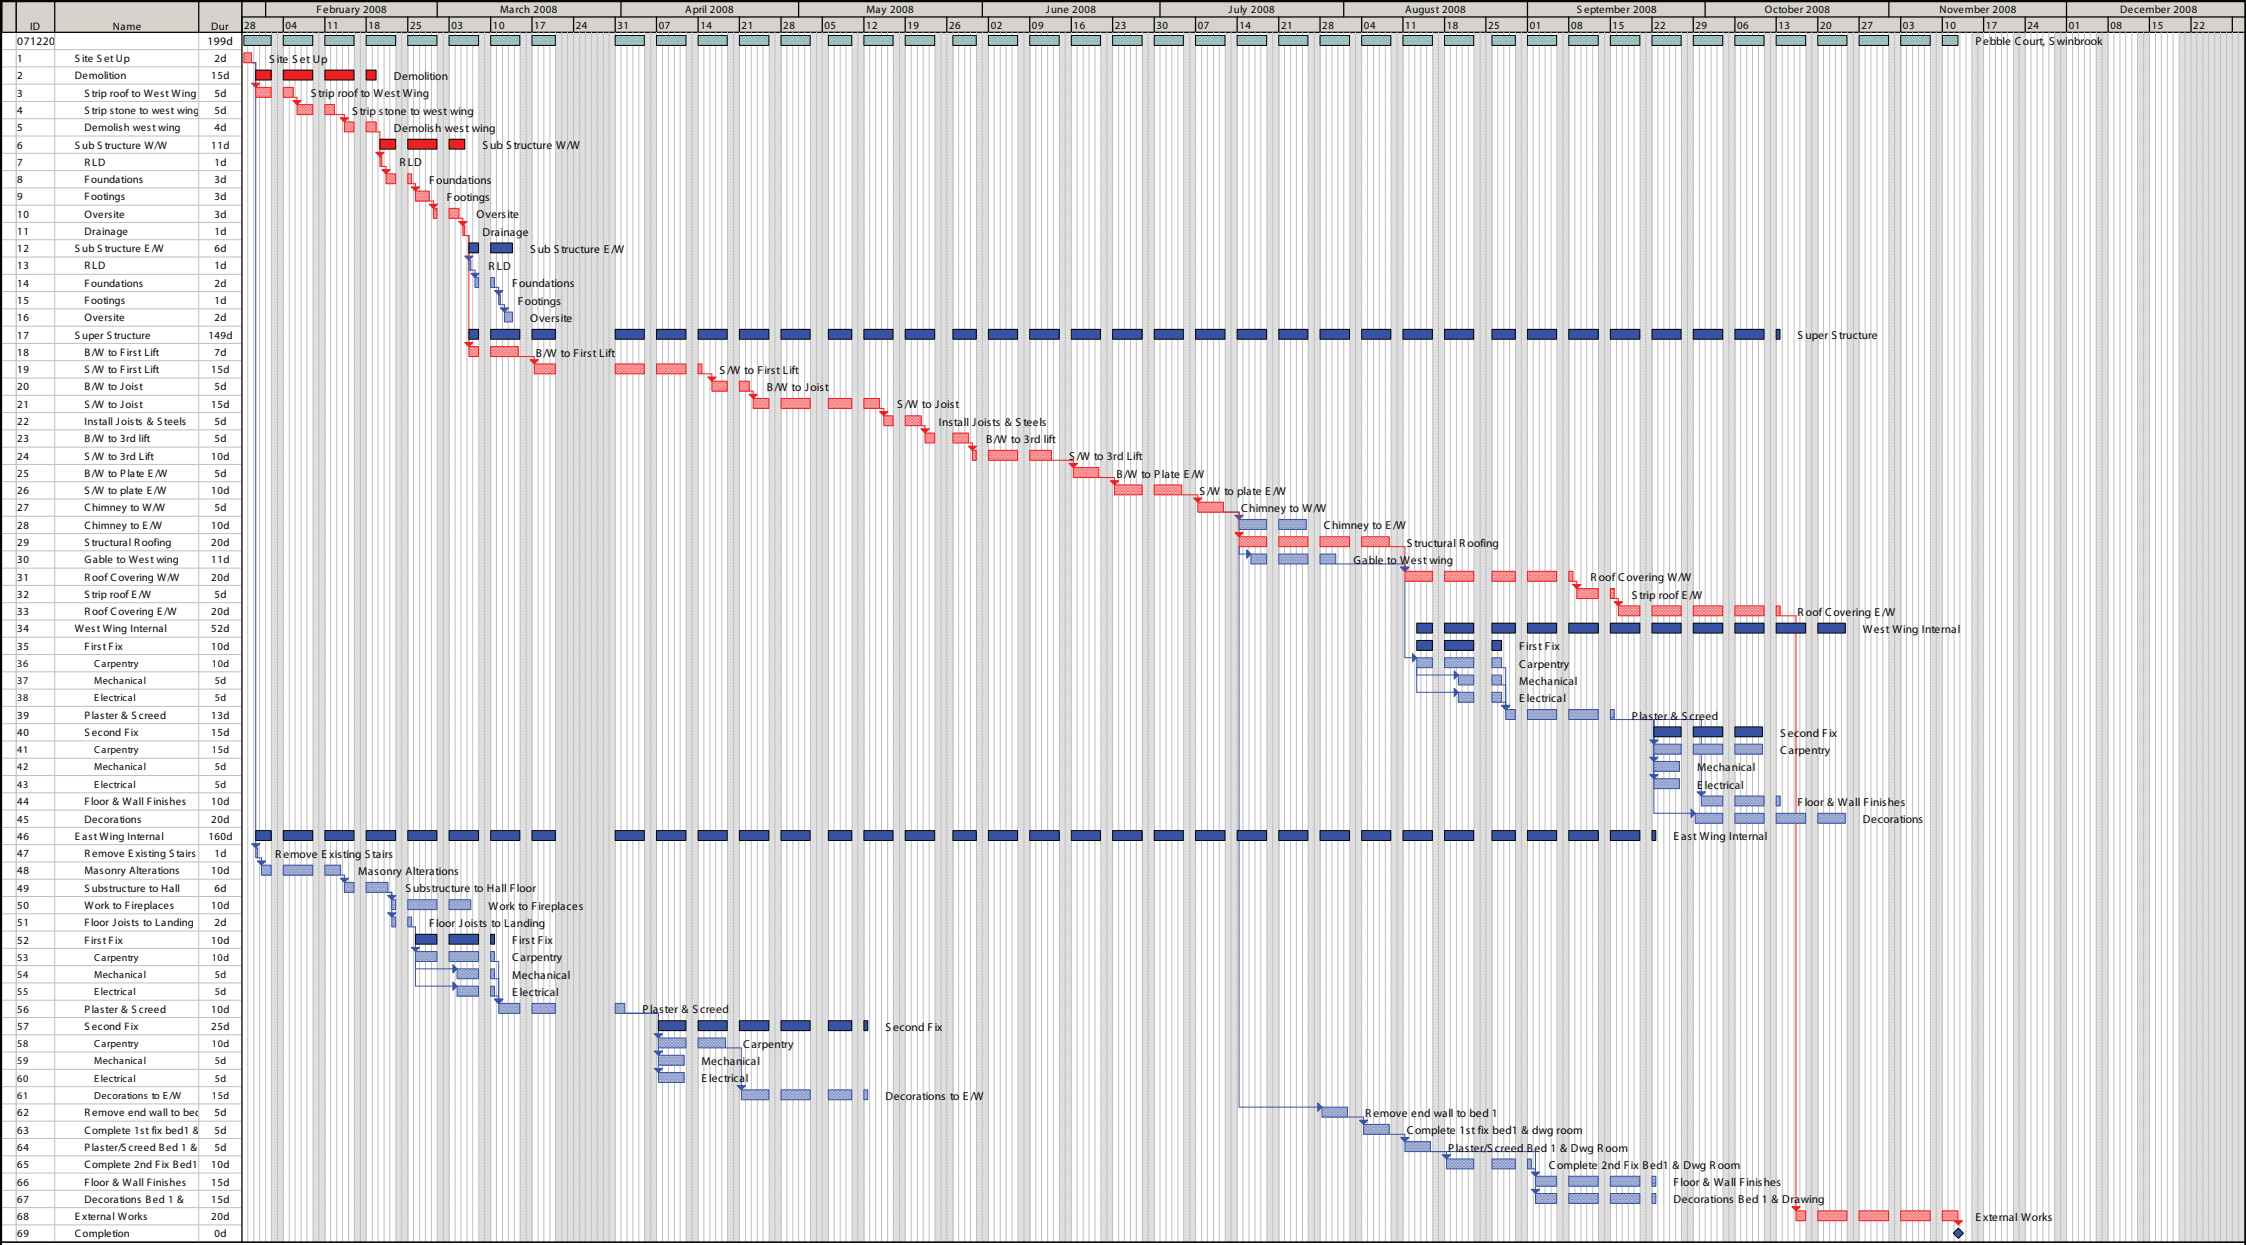 February 2008 March 2008 April 2008 May 2008 June 2008 July 2008 August 2008 September 2008 October 2008 November 2008 December 2008
ID Name Dur 28 04 11 18 25 03 10 17 24 31 07 14 21 28 05 12 19 26 02 09 16 23 30 07 14 21 28 04 11 18 25 01 08 15 22 29 06 13 20 27 03 10 17 24 01 08 15 22
071220 199d Pebble Court, Swinbrook
1 Site Set Up 2d Site Set Up
2 Demolition 15d Demolition
3 Strip roof to West Wing 5d Strip roof to West Wing
4 Strip stone to west wing 5d Strip stone to west wing
5 Demolish west wing 4d Demolish west wing
6 Sub Structure W/W 11d Sub Structure W/W
7 RLD 1d RLD
8 Foundations 3d Foundations
9 Footings 3d Footings
10 Oversite 3d Oversite
11 Drainage 1d Drainage
12 Sub Structure E/W 6d Sub Structure E/W
13 RLD 1d RLD
14 Foundations 2d Foundations
15 Footings 1d Footings
16 Oversite 2d Oversite
17 Super Structure 149d Super Structure
18 B/W to First Lift 7d B/W to First Lift
19 S/W to First Lift 15d S/W to First Lift
20 B/W to Joist 5d B/W to Joist
21 S/W to Joist 15d S/W to Joist
22 Install Joists & Steels 5d Install Joists & Steels
23 B/W to 3rd lift 5d B/W to 3rd lift
24 S/W to 3rd Lift 10d S/W to 3rd Lift
25 B/W to Plate E/W 5d B/W to Plate E/W
26 S/W to plate E/W 10d S/W to plate E/W
27 Chimney to W/W 5d Chimney to W/W
28 Chimney to E/W 10d Chimney to E/W
29 Structural Roofing 20d Structural Roofing
30 Gable to West wing 11d Gable to West wing
31 Roof Covering W/W 20d Roof Covering W/W
32 Strip roof E/W 5d Strip roof E/W
33 Roof Covering E/W 20d Roof Covering E/W
34 West Wing Internal 52d West Wing Internal
35 First Fix 10d First Fix
36 Carpentry 10d Carpentry
37 Mechanical 5d Mechanical
38 Electrical 5d Electrical
39 Plaster & Screed 13d Plaster & Screed
40 Second Fix 15d Second Fix
41 Carpentry 15d Carpentry
42 Mechanical 5d Mechanical
43 Electrical 5d Electrical
44 Floor & Wall Finishes 10d Floor & Wall Finishes
45 Decorations 20d Decorations
46 East Wing Internal 160d East Wing Internal
47 Remove Existing Stairs 1d Remove Existing Stairs
48 Masonry Alterations 10d Masonry Alterations
49 Substructure to Hall 6d Substructure to Hall Floor
50 Work to Fireplaces 10d Work to Fireplaces
51 Floor Joists to Landing 2d Floor Joists to Landing
52 First Fix 10d First Fix
53 Carpentry 10d Carpentry
54 Mechanical 5d Mechanical
55 Electrical 5d Electrical
56 Plaster & Screed 10d Plaster & Screed
57 Second Fix 25d Second Fix
58 Carpentry 10d Carpentry
59 Mechanical 5d Mechanical
60 Electrical 5d Electrical
61 Decorations to E/W 15d Decorations to E/W
62 Remove end wall to bed 5d Remove end wall to bed 1
63 Complete 1st fix bed1 & 5d Complete 1st fix bed1 & dwg room
64 Plaster/Screed Bed 1 & 5d Plaster/Screed Bed 1 & Dwg Room
65 Complete 2nd Fix Bed1 10d Complete 2nd Fix Bed1 & Dwg Room
66 Floor & Wall Finishes 15d Floor & Wall Finishes
67 Decorations Bed 1 & 15d Decorations Bed 1 & Drawing
68 External Works 20d External Works
69 Completion 0d